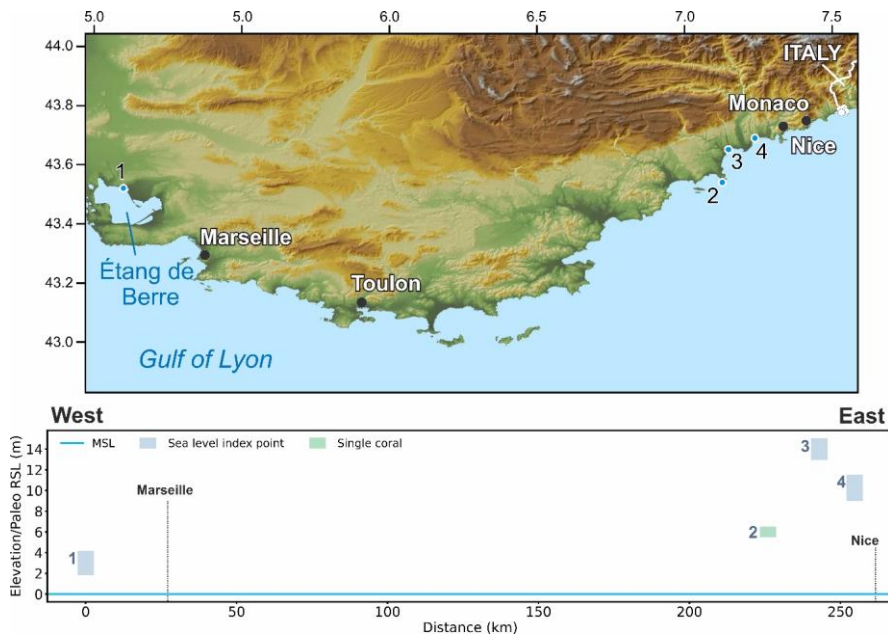 5.0 5.0 6.0 6.5 7.0 7.5
44.0
ITALY
43.8
Monaco
4 Nice
43.6
3
1
2
43.4
Marseille
Étang de
Berre
43.2
Toulon
43.0
Gulf of Lyon
West East
MSL Sea level index point Single coral
Elevation/Paleo RSL (m)
14
12
10
8
6
4
2
0
3
4
Marseille
2
Nice
1
0 50 100 150 200 250
Distance (km)